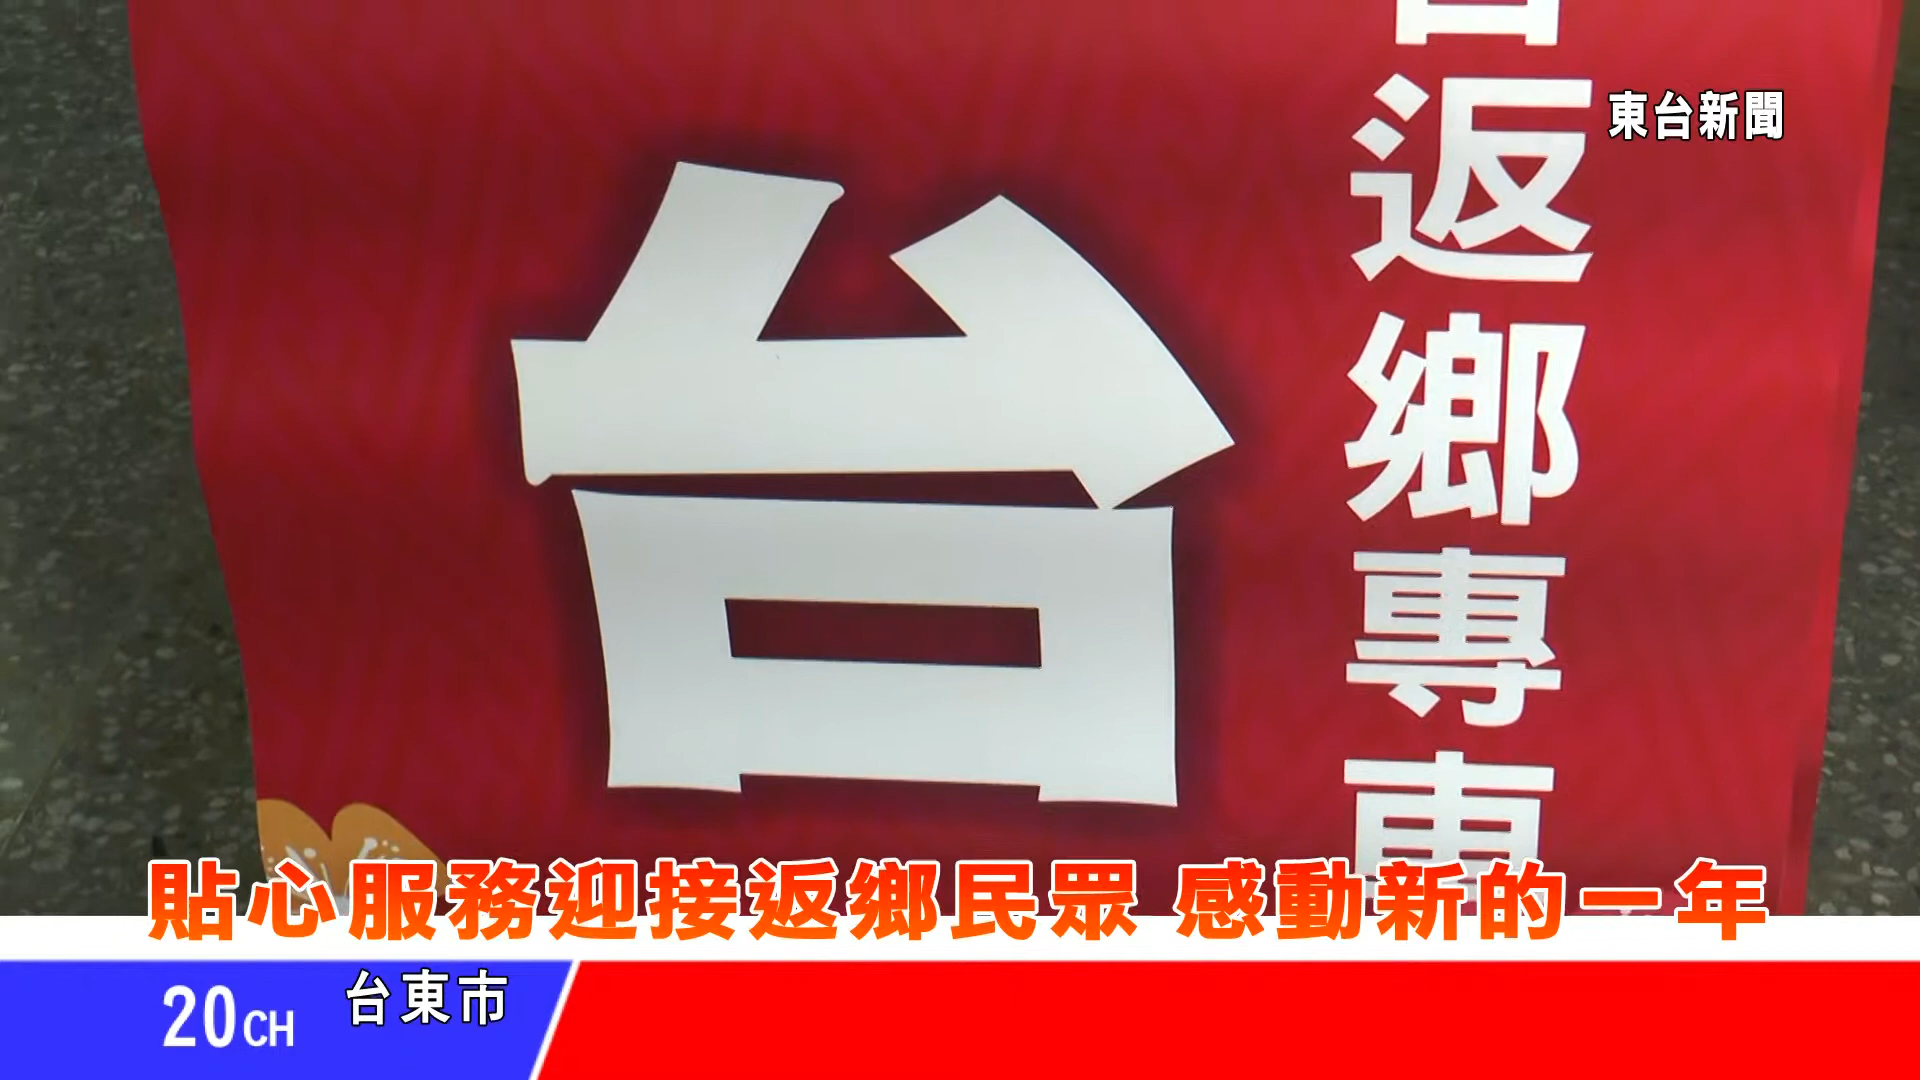 東台新聞
返鄉專車
台
貼心服務迎接返鄉民眾 感動新的一年
20CH
台東市